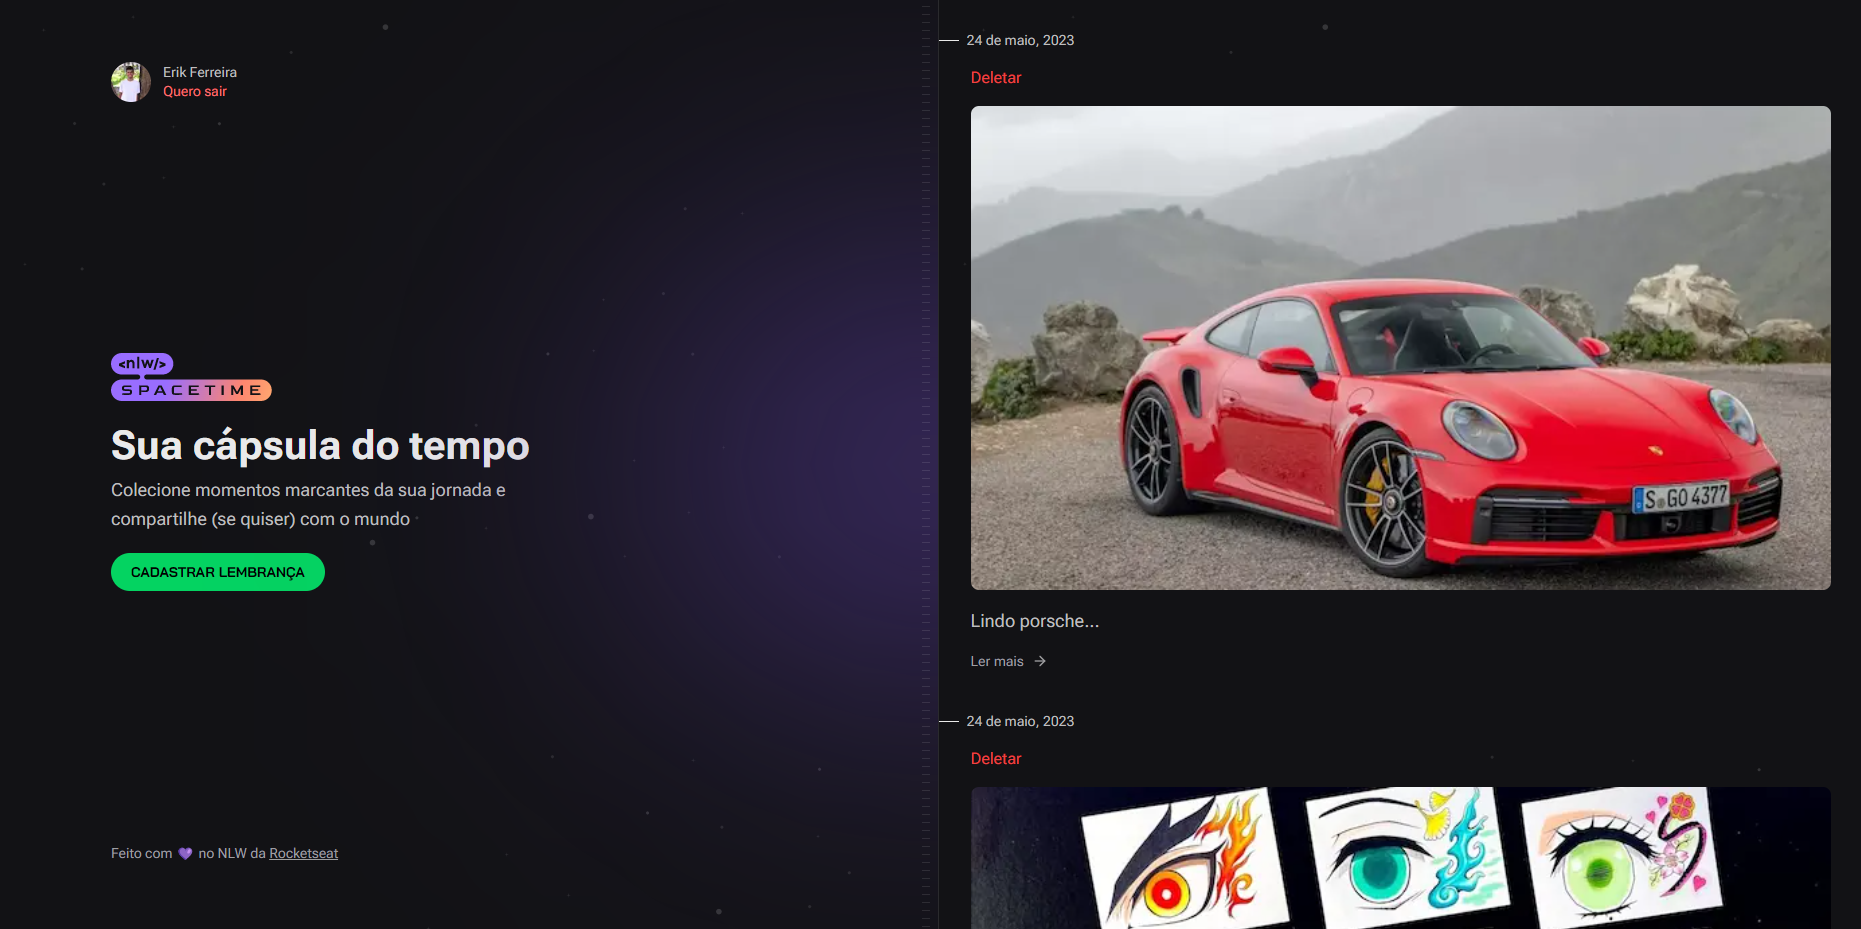 Erik Ferreira
Quero sair
<nlw/>
SPACETIME
Sua cápsula do tempo
Colecione momentos marcantes da sua jornada e
compartilhe (se quiser) com o mundo
CADASTRAR LEMBRANÇA
Feito com 💜 no NLW da Rocketseat
24 de maio, 2023
Deletar
S GO 4377
Lindo porsche...
Ler mais →
24 de maio, 2023
Deletar